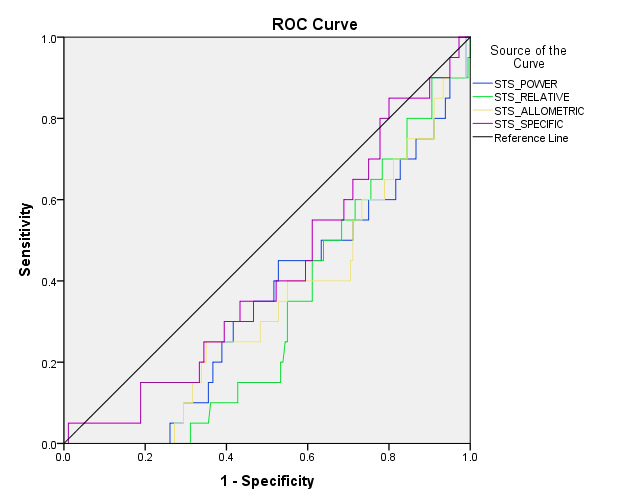 ROC Curve
Source of the
Curve
STS_POWER
STS_RELATIVE
STS_ALLOMETRIC
STS_SPECIFIC
Reference Line
1.0
0.8
0.6
0.4
0.2
0.0
Sensitivity
0.0 0.2 0.4 0.6 0.8 1.0
1 - Specificity